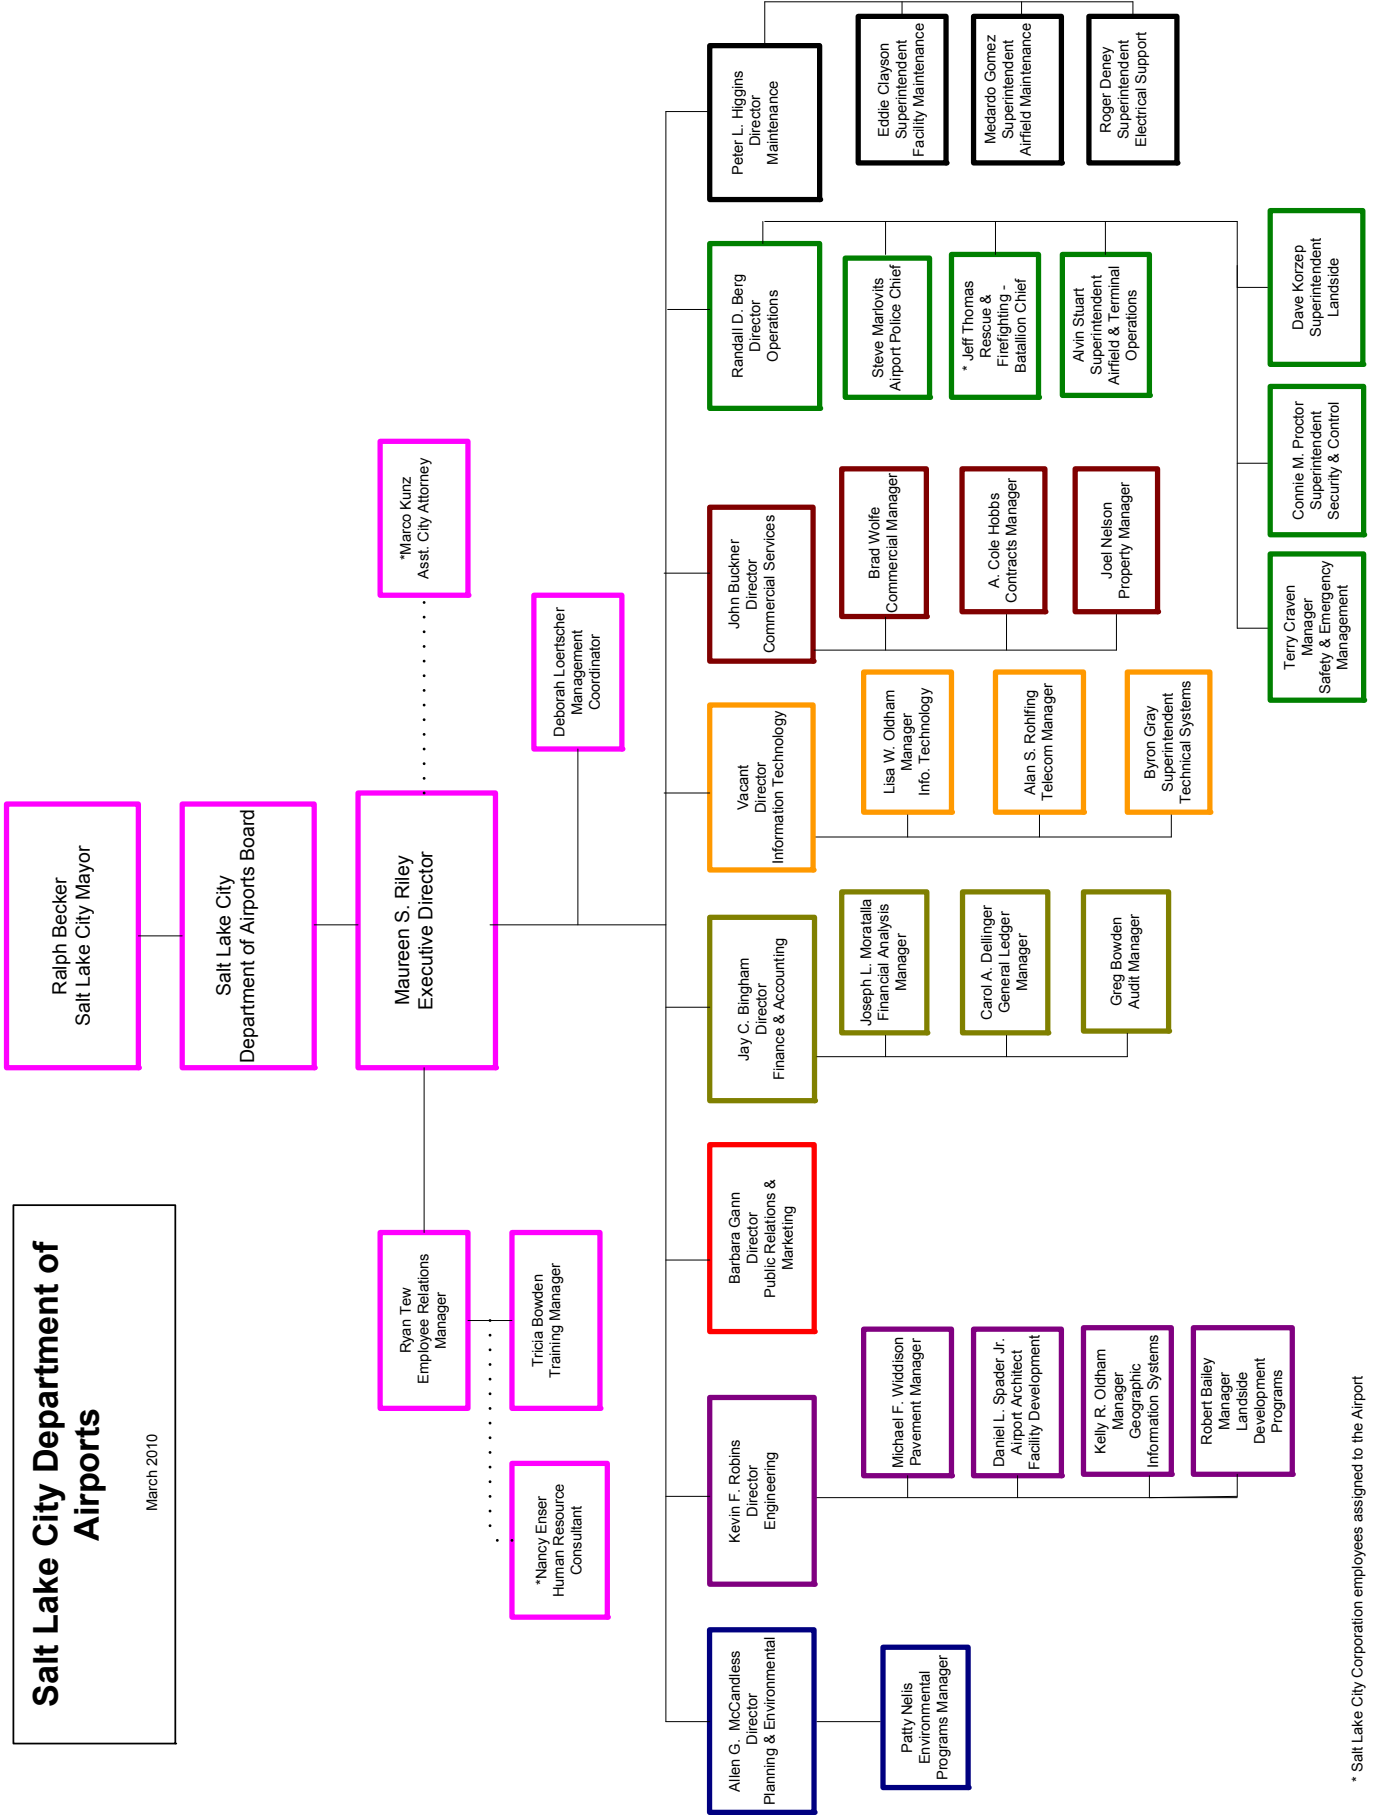 Salt Lake City Department of
Airports
March 2010
Ralph Becker
Salt Lake City Mayor
Salt Lake City
Department of Airports Board
Maureen S. Riley
Executive Director
*Marco Kunz
Asst. City Attorney
Ryan Tew
Employee Relations
Manager
*Nancy Enser
Human Resource
Consultant
Tricia Bowden
Training Manager
Deborah Loertscher
Management
Coordinator
Allen G. McCandless
Director
Planning & Environmental
Patty Nelis
Environmental
Programs Manager
Kevin F. Robins
Director
Engineering
Michael F. Widdison
Pavement Manager
Daniel L. Spader Jr.
Airport Architect
Facility Development
Kelly R. Oldham
Manager
Geographic
Information Systems
Robert Bailey
Manager
Landside
Development
Programs
Barbara Gann
Director
Public Relations &
Marketing
Jay C. Bingham
Director
Finance & Accounting
Joseph L. Moratalla
Financial Analysis
Manager
Carol A. Dellinger
General Ledger
Manager
Greg Bowden
Audit Manager
Vacant
Director
Information Technology
Lisa W. Oldham
Manager
Info. Technology
Alan S. Rohlfing
Telecom Manager
Byron Gray
Superintendent
Technical Systems
John Buckner
Director
Commercial Services
Brad Wolfe
Commercial Manager
A. Cole Hobbs
Contracts Manager
Joel Nelson
Property Manager
Randall D. Berg
Director
Operations
Steve Marlovits
Airport Police Chief
* Jeff Thomas
Rescue &
Firefighting -
Batallion Chief
Alvin Stuart
Superintendent
Airfield & Terminal
Operations
Terry Craven
Manager
Safety & Emergency
Management
Connie M. Proctor
Superintendent
Security & Control
Dave Korzep
Superintendent
Landside
Peter L. Higgins
Director
Maintenance
Eddie Clayson
Superintendent
Facility Maintenance
Medardo Gomez
Superintendent
Airfield Maintenance
Roger Deney
Superintendent
Electrical Support
* Salt Lake City Corporation employees assigned to the Airport